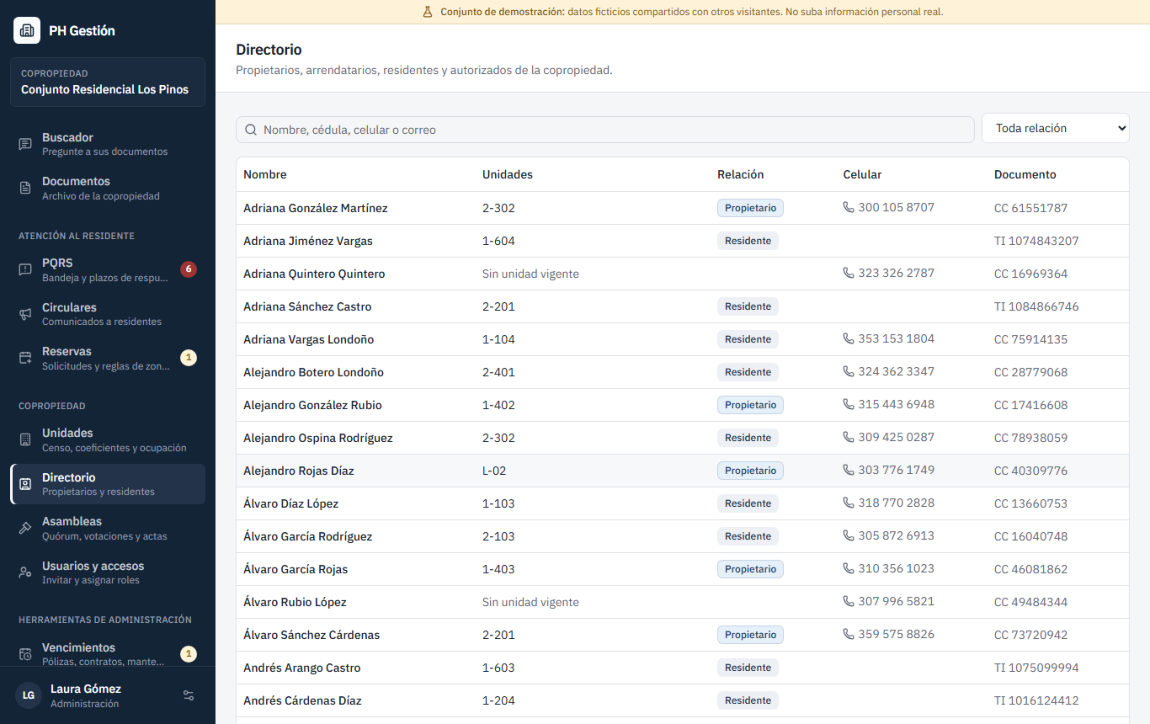 PH Gestión
COPROPIEDAD
Conjunto Residencial Los Pinos
Buscador
Pregunte a sus documentos
Documentos
Archivo de la copropiedad
ATENCIÓN AL RESIDENTE
PQRS
Bandeja y plazos de respu...
6
Circulares
Comunicados a residentes
Reservas
Solicitudes y reglas de zon...
1
COPROPIEDAD
Unidades
Censo, coeficientes y ocupación
Directorio
Propietarios y residentes
Asambleas
Quórum, votaciones y actas
Usuarios y accesos
Invitar y asignar roles
HERRAMIENTAS DE ADMINISTRACIÓN
Vencimientos
Pólizas, contratos, mante...
1
LG
Laura Gómez
Administración
Conjunto de demostración: datos ficticios compartidos con otros visitantes. No suba información personal real.
Directorio
Propietarios, arrendatarios, residentes y autorizados de la copropiedad.
Nombre, cédula, celular o correo
Toda relación
Nombre Unidades Relación Celular Documento
Adriana González Martínez 2-302 Propietario 300 105 8707 CC 61551787
Adriana Jiménez Vargas 1-604 Residente TI 1074843207
Adriana Quintero Quintero Sin unidad vigente 323 326 2787 CC 16969364
Adriana Sánchez Castro 2-201 Residente TI 1084866746
Adriana Vargas Londoño 1-104 Residente 353 153 1804 CC 75914135
Alejandro Botero Londoño 2-401 Residente 324 362 3347 CC 28779068
Alejandro González Rubio 1-402 Propietario 315 443 6948 CC 17416608
Alejandro Ospina Rodríguez 2-302 Residente 309 425 0287 CC 78938059
Alejandro Rojas Díaz L-02 Propietario 303 776 1749 CC 40309776
Álvaro Díaz López 1-103 Residente 318 770 2828 CC 13660753
Álvaro García Rodríguez 2-103 Residente 305 872 6913 CC 16040748
Álvaro García Rojas 1-403 Propietario 310 356 1023 CC 46081862
Álvaro Rubio López Sin unidad vigente 307 996 5821 CC 49484344
Álvaro Sánchez Cárdenas 2-201 Propietario 359 575 8826 CC 73720942
Andrés Arango Castro 1-603 Residente TI 1075099994
Andrés Cárdenas Díaz 1-204 Residente TI 1016124412